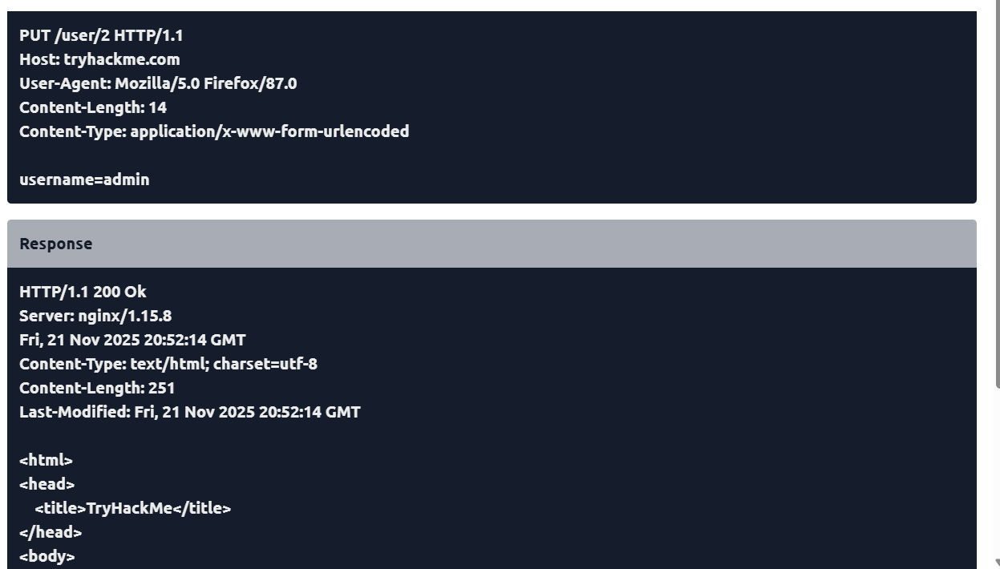 PUT /user/2 HTTP/1.1
Host: tryhackme.com
User-Agent: Mozilla/5.0 Firefox/87.0
Content-Length: 14
Content-Type: application/x-www-form-urlencoded
username=admin
Response
HTTP/1.1 200 Ok
Server: nginx/1.15.8
Fri, 21 Nov 2025 20:52:14 GMT
Content-Type: text/html; charset=utf-8
Content-Length: 251
Last-Modified: Fri, 21 Nov 2025 20:52:14 GMT
<html>
<head>
<title>TryHackMe</title>
</head>
<body>